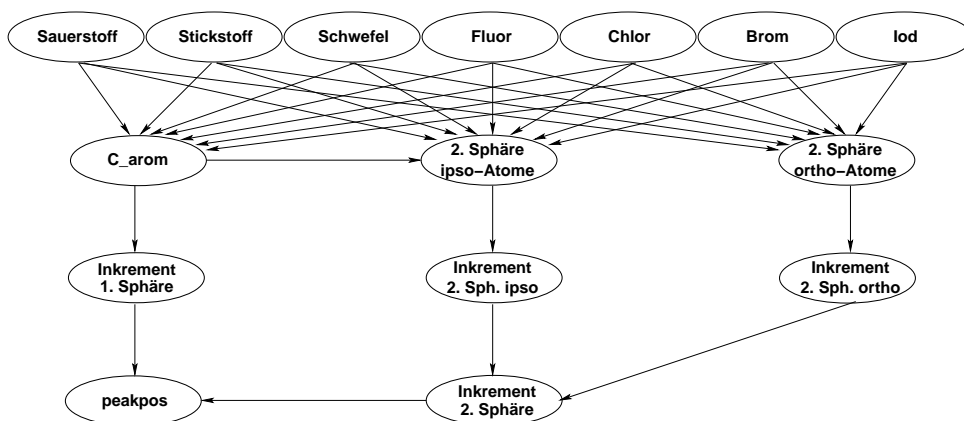 Sauerstoff
Stickstoff
Schwefel
Fluor
Chlor
Brom
Iod
C_arom
2. Sphäre
ipso-Atome
2. Sphäre
ortho-Atome
Inkrement
1. Sphäre
Inkrement
2. Sph. ipso
Inkrement
2. Sph. ortho
peakpos
Inkrement
2. Sphäre